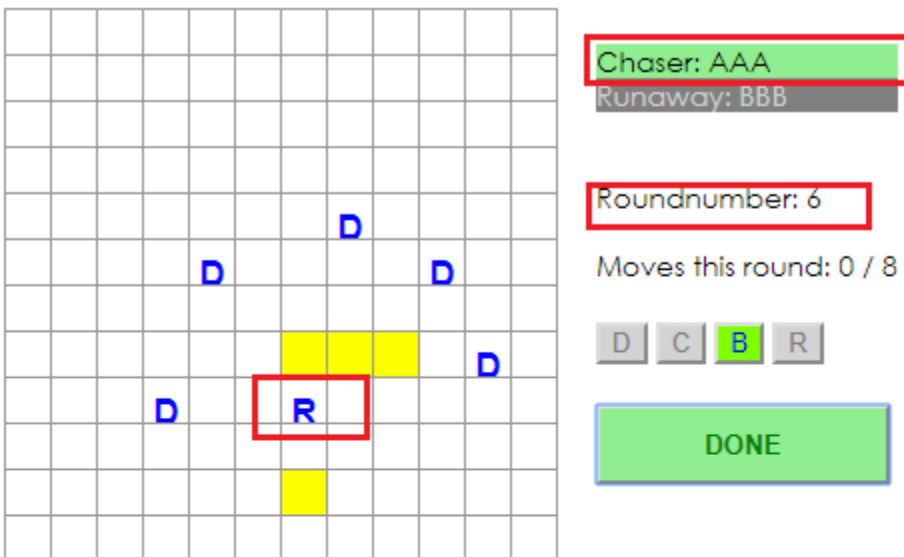 Chaser: AAA
Runaway: BBB
Roundnumber: 6
D
D D
Moves this round: 0 / 8
D C B R
D
D R
DONE